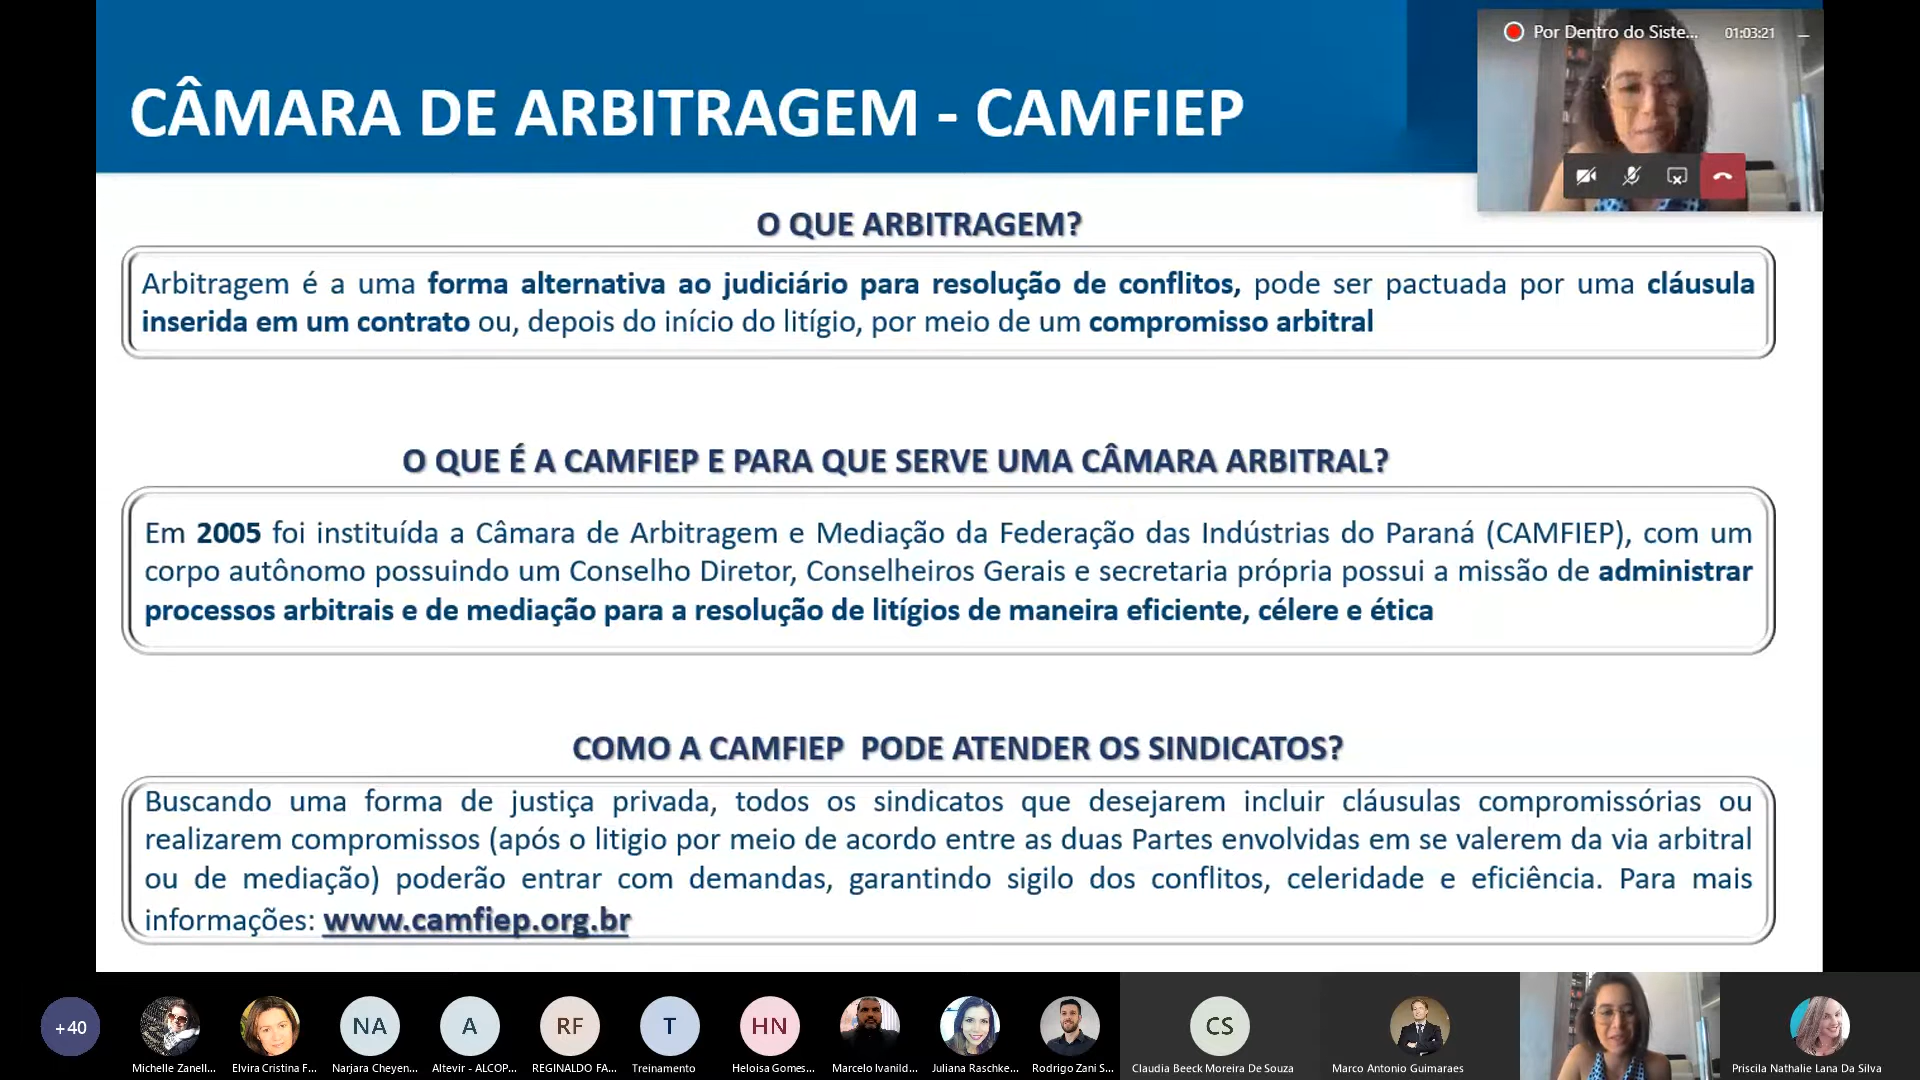 CÂMARA DE ARBITRAGEM - CAMFIEP
Por Dentro do Siste...
01:03:21
O QUE ARBITRAGEM?
Arbitragem é a uma forma alternativa ao judiciário para resolução de conflitos, pode ser pactuada por uma cláusula
inserida em um contrato ou, depois do início do litígio, por meio de um compromisso arbitral
O QUE É A CAMFIEP E PARA QUE SERVE UMA CÂMARA ARBITRAL?
Em 2005 foi instituída a Câmara de Arbitragem e Mediação da Federação das Indústrias do Paraná (CAMFIEP), com um
corpo autônomo possuindo um Conselho Diretor, Conselheiros Gerais e secretaria própria possui a missão de administrar
processos arbitrais e de mediação para a resolução de litígios de maneira eficiente, célere e ética
COMO A CAMFIEP PODE ATENDER OS SINDICATOS?
Buscando uma forma de justiça privada, todos os sindicatos que desejarem incluir cláusulas compromissórias ou
realizarem compromissos (após o litigio por meio de acordo entre as duas Partes envolvidas em se valerem da via arbitral
ou de mediação) poderão entrar com demandas, garantindo sigilo dos conflitos, celeridade e eficiência. Para mais
informações: www.camfiep.org.br
+40
NA
A
RF
T
HN
CS
Michelle Zanell...
Elvira Cristina F...
Narjara Cheyen...
Altevir - ALCOP...
REGINALDO FA...
Treinamento
Heloisa Gomes...
Marcelo Ivanild...
Juliana Raschke...
Rodrigo Zani S...
Claudia Beeck Moreira De Souza
Marco Antonio Guimaraes
Priscila Nathalie Lana Da Silva